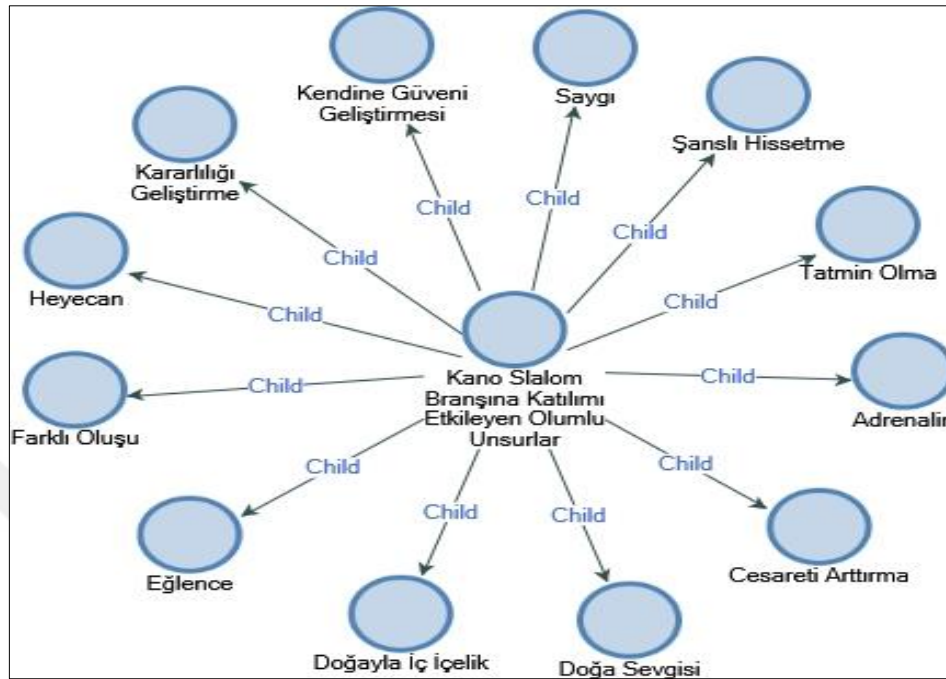 Kendine Güveni
Geliştirmesi
Saygı
Şanslı Hissetme
Kararlılığı
Geliştirme
Child
Child
Child
Child
Tatmin Olma
Heyecan
Child
Child
Kano Slalom
Branşına Katılımı
Etkileyen Olumlu
Unsurlar
Child
Child
Farklı Oluşu
Adrenalin
Child
Child
Child
Child
Eğlence
Cesareti Arttırma
Doğayla İç İçelik
Doğa Sevgisi